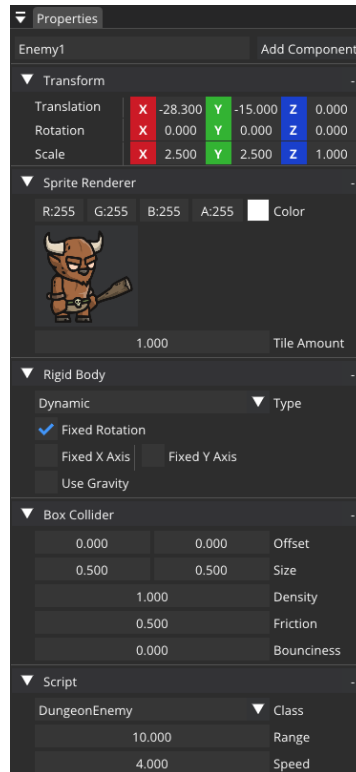 Properties
Enemy1 Add Component
Transform -
Translation X -28.300 Y -15.000 Z 0.000
Rotation X 0.000 Y 0.000 Z 0.000
Scale X 2.500 Y 2.500 Z 1.000
Sprite Renderer -
R:255 G:255 B:255 A:255 Color
1.000 Tile Amount
Rigid Body -
Dynamic Type
Fixed Rotation
Fixed X Axis Fixed Y Axis
Use Gravity
Box Collider -
0.000 0.000 Offset
0.500 0.500 Size
1.000 Density
0.500 Friction
0.000 Bounciness
Script -
DungeonEnemy Class
10.000 Range
4.000 Speed